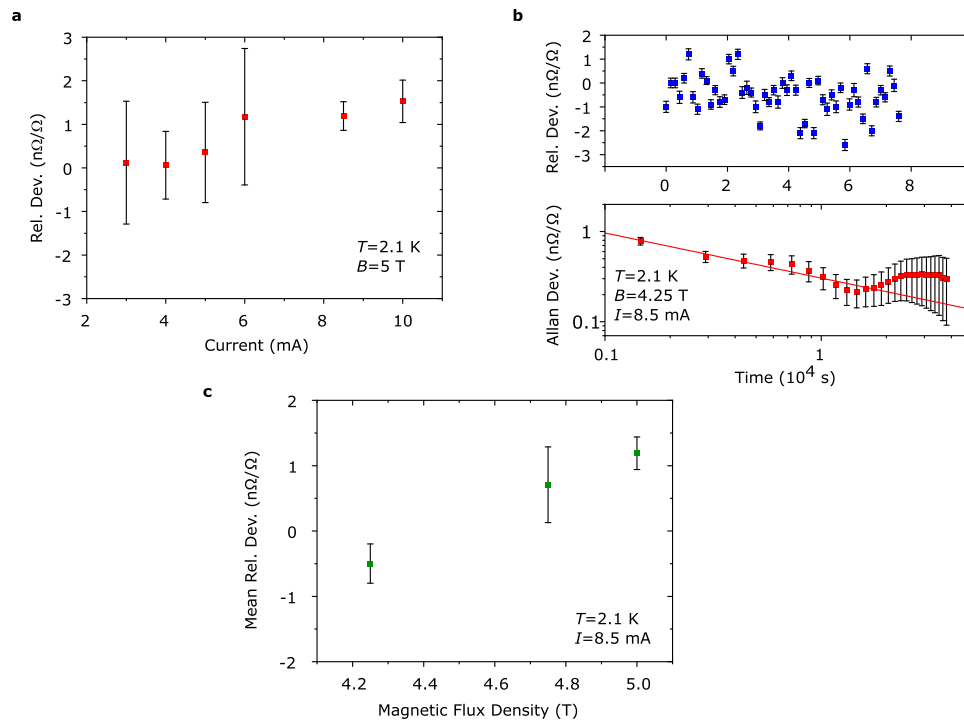 a
3
2
1
0
-1
-2
-3
2
4
6
8
10
Rel. Dev. (nΩ/Ω)
Current (mA)
T=2.1 K
B=5 T
b
2
1
0
-1
-2
-3
0
2
4
6
8
Rel. Dev. (nΩ/Ω)
1
0.1
0.1
1
Allan Dev. (nΩ/Ω)
T=2.1 K
B=4.25 T
I=8.5 mA
Time (10⁴ s)
c
2
1
0
-1
-2
4.2
4.4
4.6
4.8
5.0
Mean Rel. Dev. (nΩ/Ω)
T=2.1 K
I=8.5 mA
Magnetic Flux Density (T)